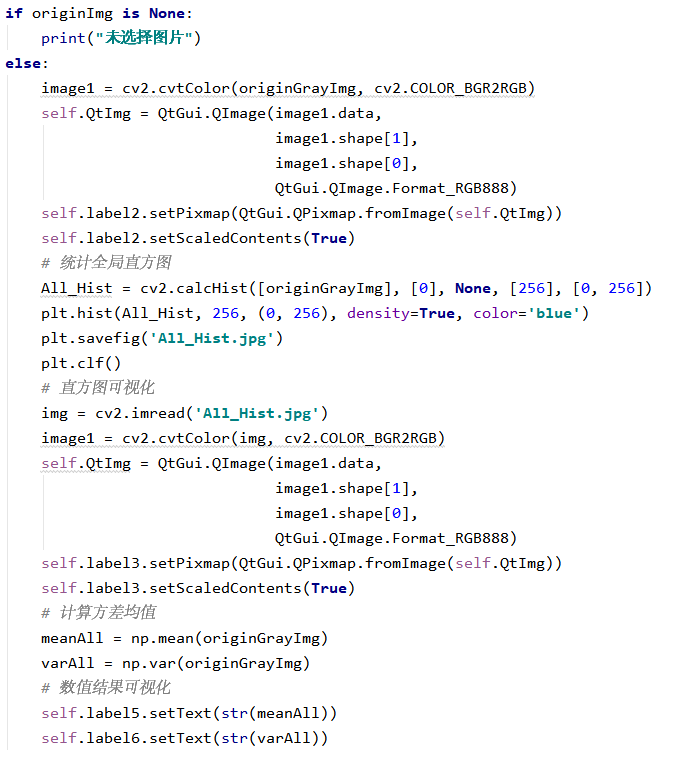 if originImg is None:
    print("未选择图片")
else:
    image1 = cv2.cvtColor(originGrayImg, cv2.COLOR_BGR2RGB)
    self.QtImg = QtGui.QImage(image1.data,
                              image1.shape[1],
                              image1.shape[0],
                              QtGui.QImage.Format_RGB888)
    self.label2.setPixmap(QtGui.QPixmap.fromImage(self.QtImg))
    self.label2.setScaledContents(True)
    # 统计全局直方图
    All_Hist = cv2.calcHist([originGrayImg], [0], None, [256], [0, 256])
    plt.hist(All_Hist, 256, (0, 256), density=True, color='blue')
    plt.savefig('All_Hist.jpg')
    plt.clf()
    # 直方图可视化
    img = cv2.imread('All_Hist.jpg')
    image1 = cv2.cvtColor(img, cv2.COLOR_BGR2RGB)
    self.QtImg = QtGui.QImage(image1.data,
                              image1.shape[1],
                              image1.shape[0],
                              QtGui.QImage.Format_RGB888)
    self.label3.setPixmap(QtGui.QPixmap.fromImage(self.QtImg))
    self.label3.setScaledContents(True)
    # 计算方差均值
    meanAll = np.mean(originGrayImg)
    varAll = np.var(originGrayImg)
    # 数值结果可视化
    self.label5.setText(str(meanAll))
    self.label6.setText(str(varAll))